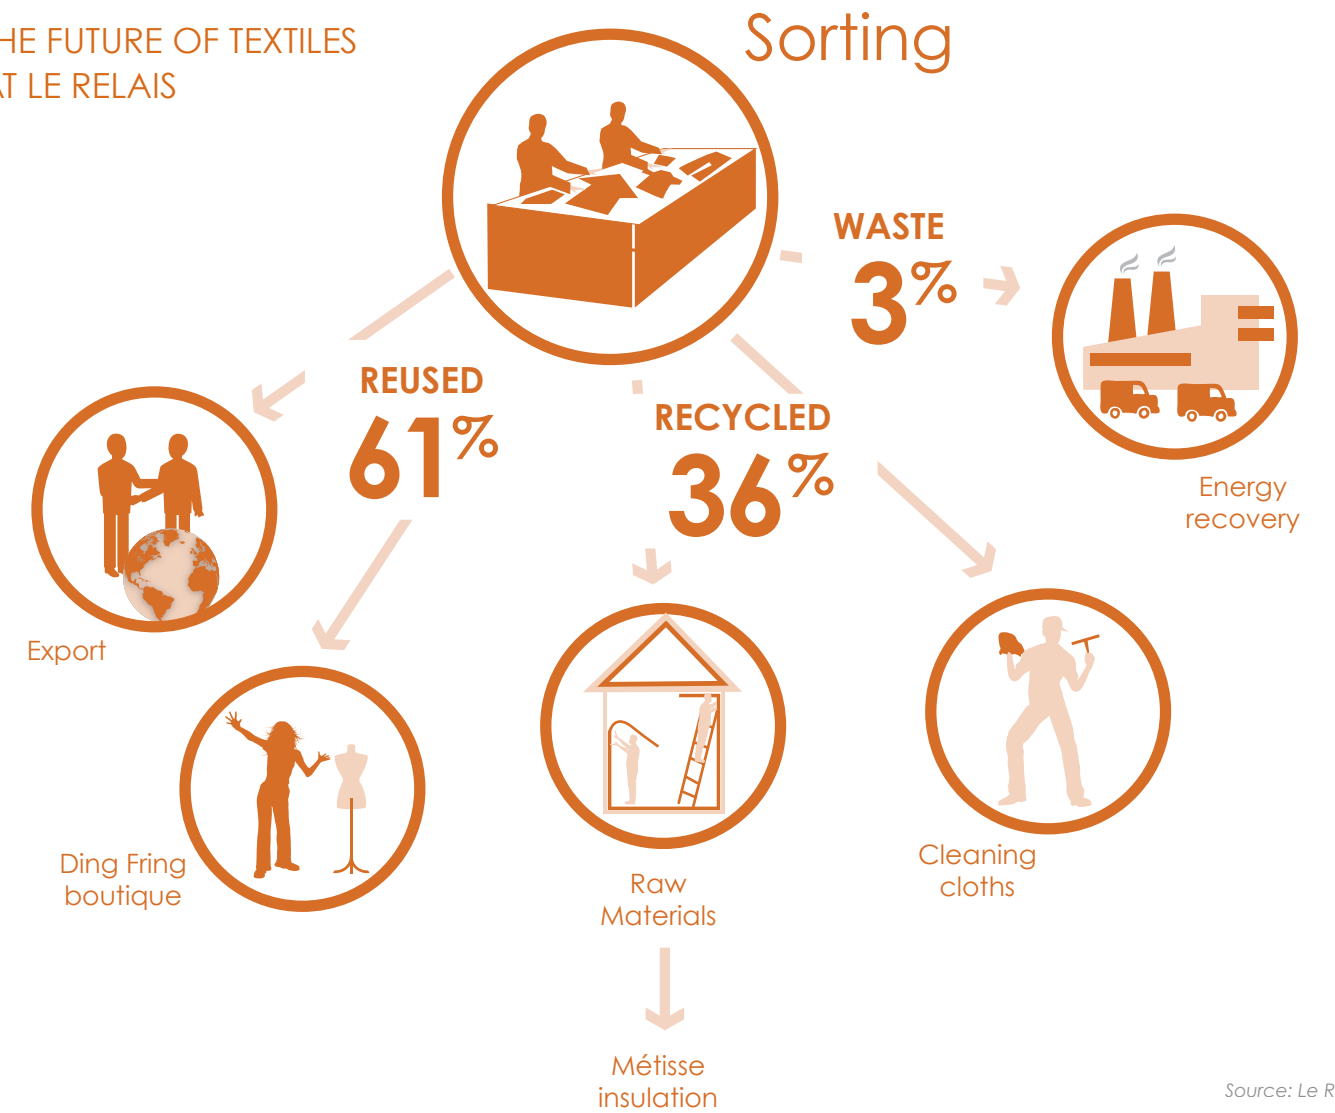 HE FUTURE OF TEXTILES
AT LE RELAIS
Sorting
WASTE
3%
REUSED
61%
RECYCLED
36%
Energy
recovery
Export
Ding Fring
boutique
Raw
Materials
Cleaning
cloths
Métisse
insulation
Source: Le R